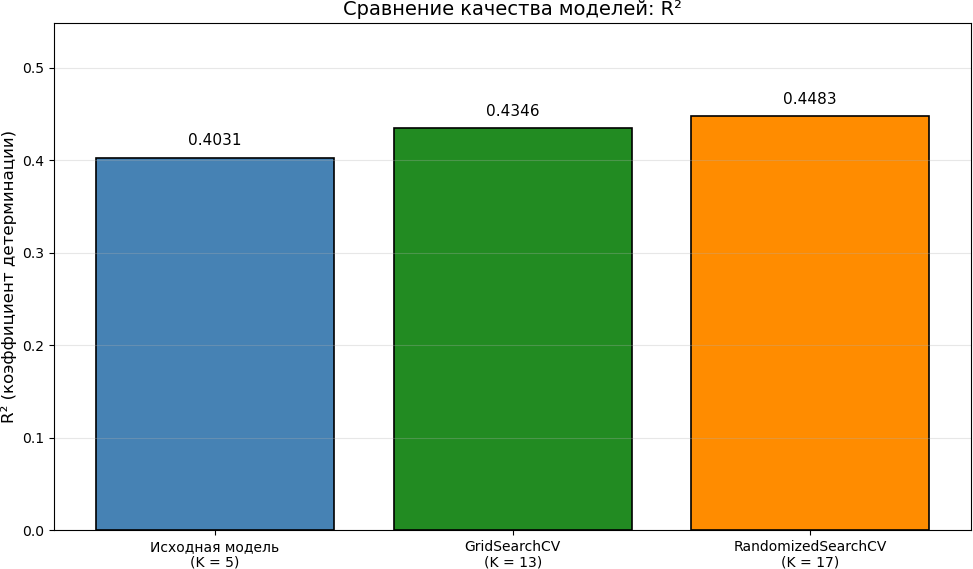 Сравнение качества моделей: R²
R² (коэффициент детерминации)
0.5
0.4
0.3
0.2
0.1
0.0
0.4031
0.4346
0.4483
Исходная модель
(K = 5)
GridSearchCV
(K = 13)
RandomizedSearchCV
(K = 17)